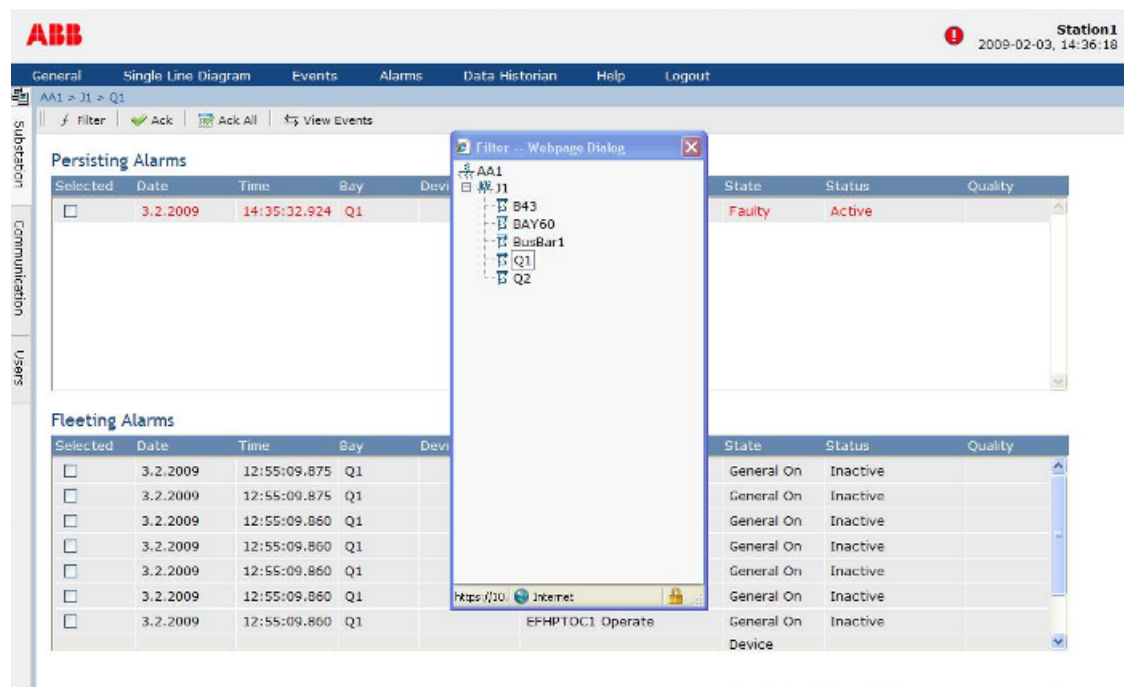 ABB
Station1
2009-02-03, 14:36:18
General Single Line Diagram Events Alarms Data Historian Help Logout
AA1 > J1 > Q1
Filter Ack Ack All View Events
Substation
Communication
Users
Persisting Alarms
Selected Date Time Bay Devi State Status Quality
3.2.2009 14:35:32.924 Q1 Faulty Active
Filter -- Webpage Dialog
AA1
J1
B43
BAY60
BusBar1
Q1
Q2
https://10. Internet
Fleeting Alarms
Selected Date Time Bay Devi State Status Quality
3.2.2009 12:55:09.875 Q1 General On Inactive
3.2.2009 12:55:09.875 Q1 General On Inactive
3.2.2009 12:55:09.860 Q1 General On Inactive
3.2.2009 12:55:09.860 Q1 General On Inactive
3.2.2009 12:55:09.860 Q1 General On Inactive
3.2.2009 12:55:09.860 Q1 General On Inactive
3.2.2009 12:55:09.860 Q1 EFHPTOC1 Operate General On Inactive
Device